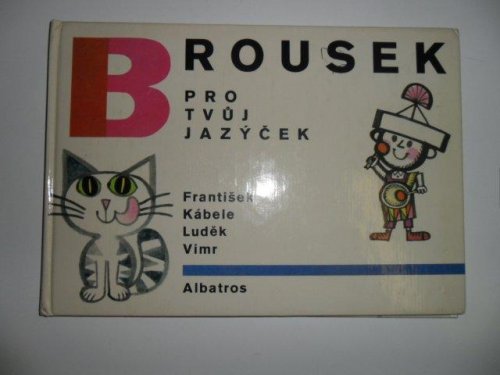 BROUSEK
PRO
TVŮJ
JAZÝČEK
František
Kábele
Luděk
Vimr
Albatros